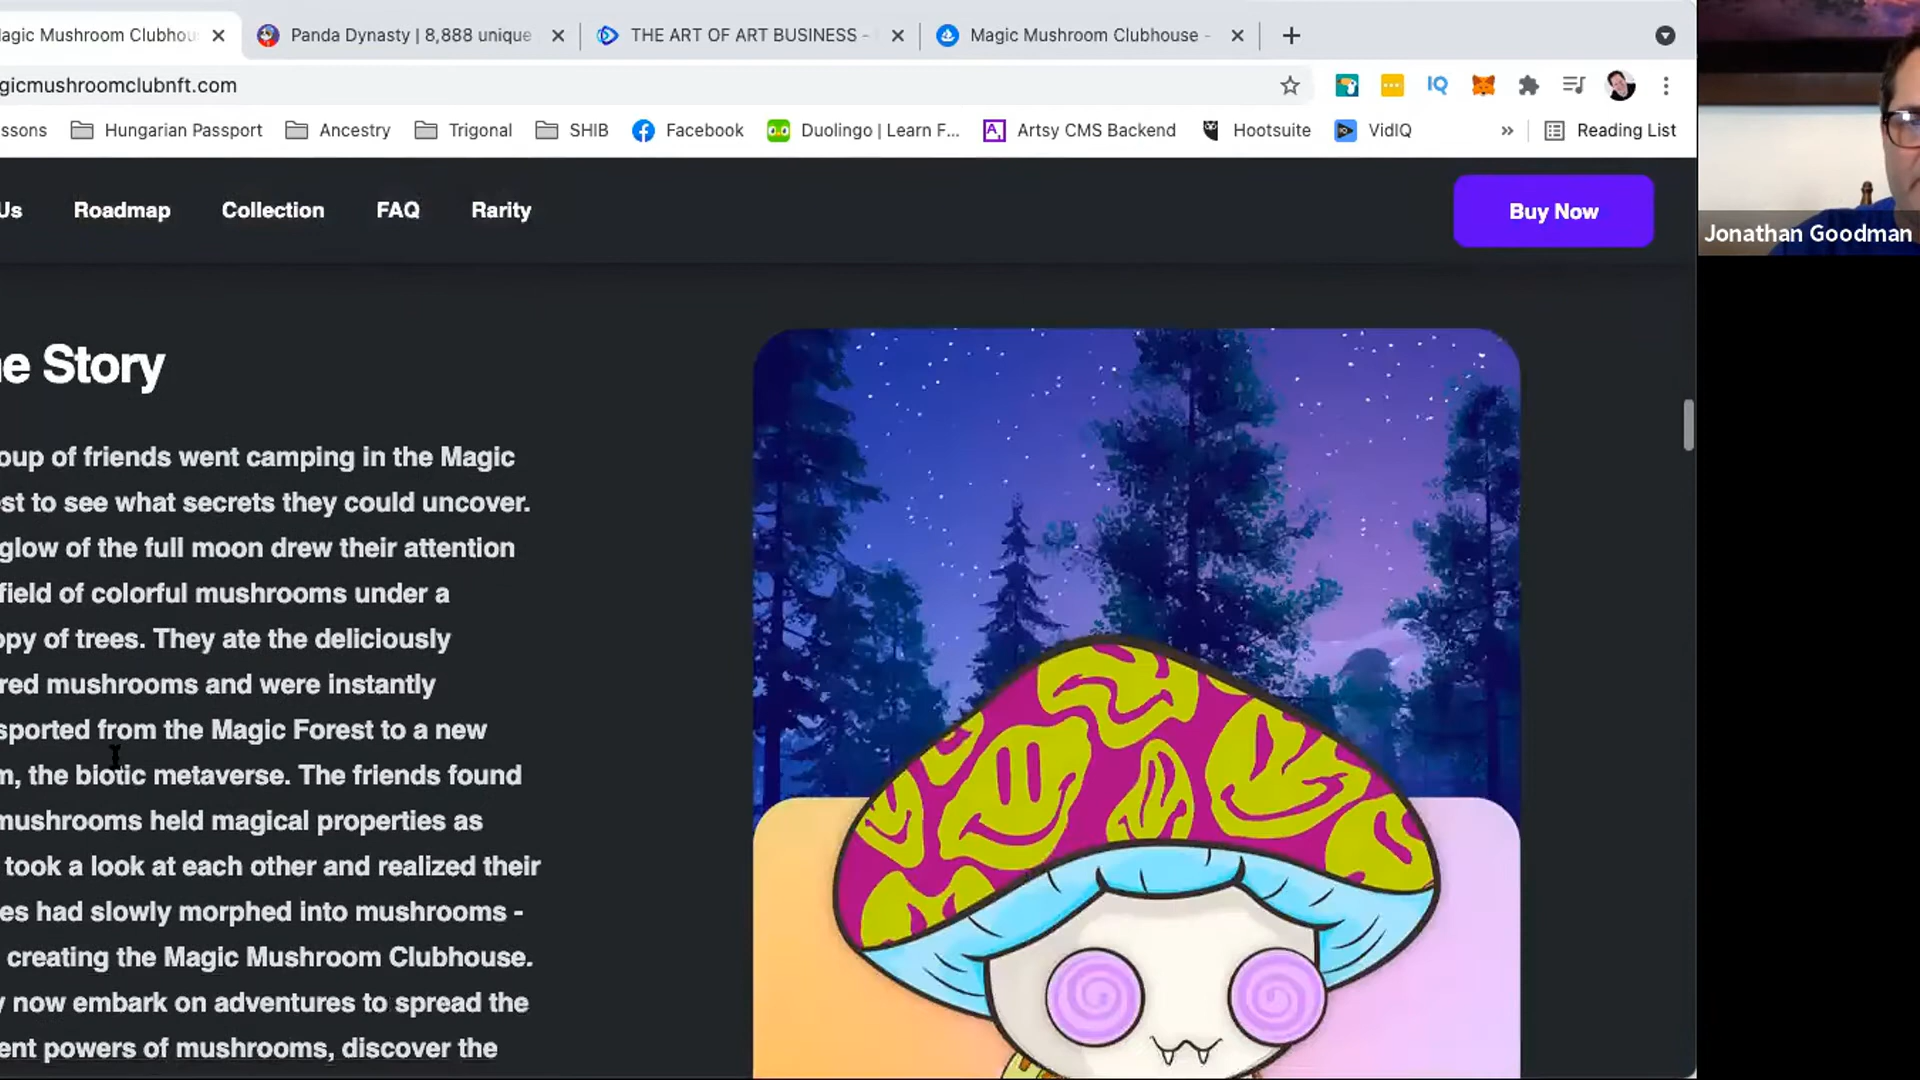 agic Mushroom Clubhou
Panda Dynasty | 8,888 unique
THE ART OF ART BUSINESS -
Magic Mushroom Clubhouse -
gicmushroomclubnft.com
IQ
ssons
Hungarian Passport
Ancestry
Trigonal
SHIB
Facebook
Duolingo | Learn F...
A,
Artsy CMS Backend
Hootsuite
VidIQ
»
Reading List
Us
Roadmap
Collection
FAQ
Rarity
Buy Now
Jonathan Goodman
e Story
oup of friends went camping in the Magic
est to see what secrets they could uncover.
glow of the full moon drew their attention
field of colorful mushrooms under a
opy of trees. They ate the deliciously
red mushrooms and were instantly
sported from the Magic Forest to a new
m, the biotic metaverse. The friends found
mushrooms held magical properties as
took a look at each other and realized their
es had slowly morphed into mushrooms -
creating the Magic Mushroom Clubhouse.
y now embark on adventures to spread the
ent powers of mushrooms, discover the